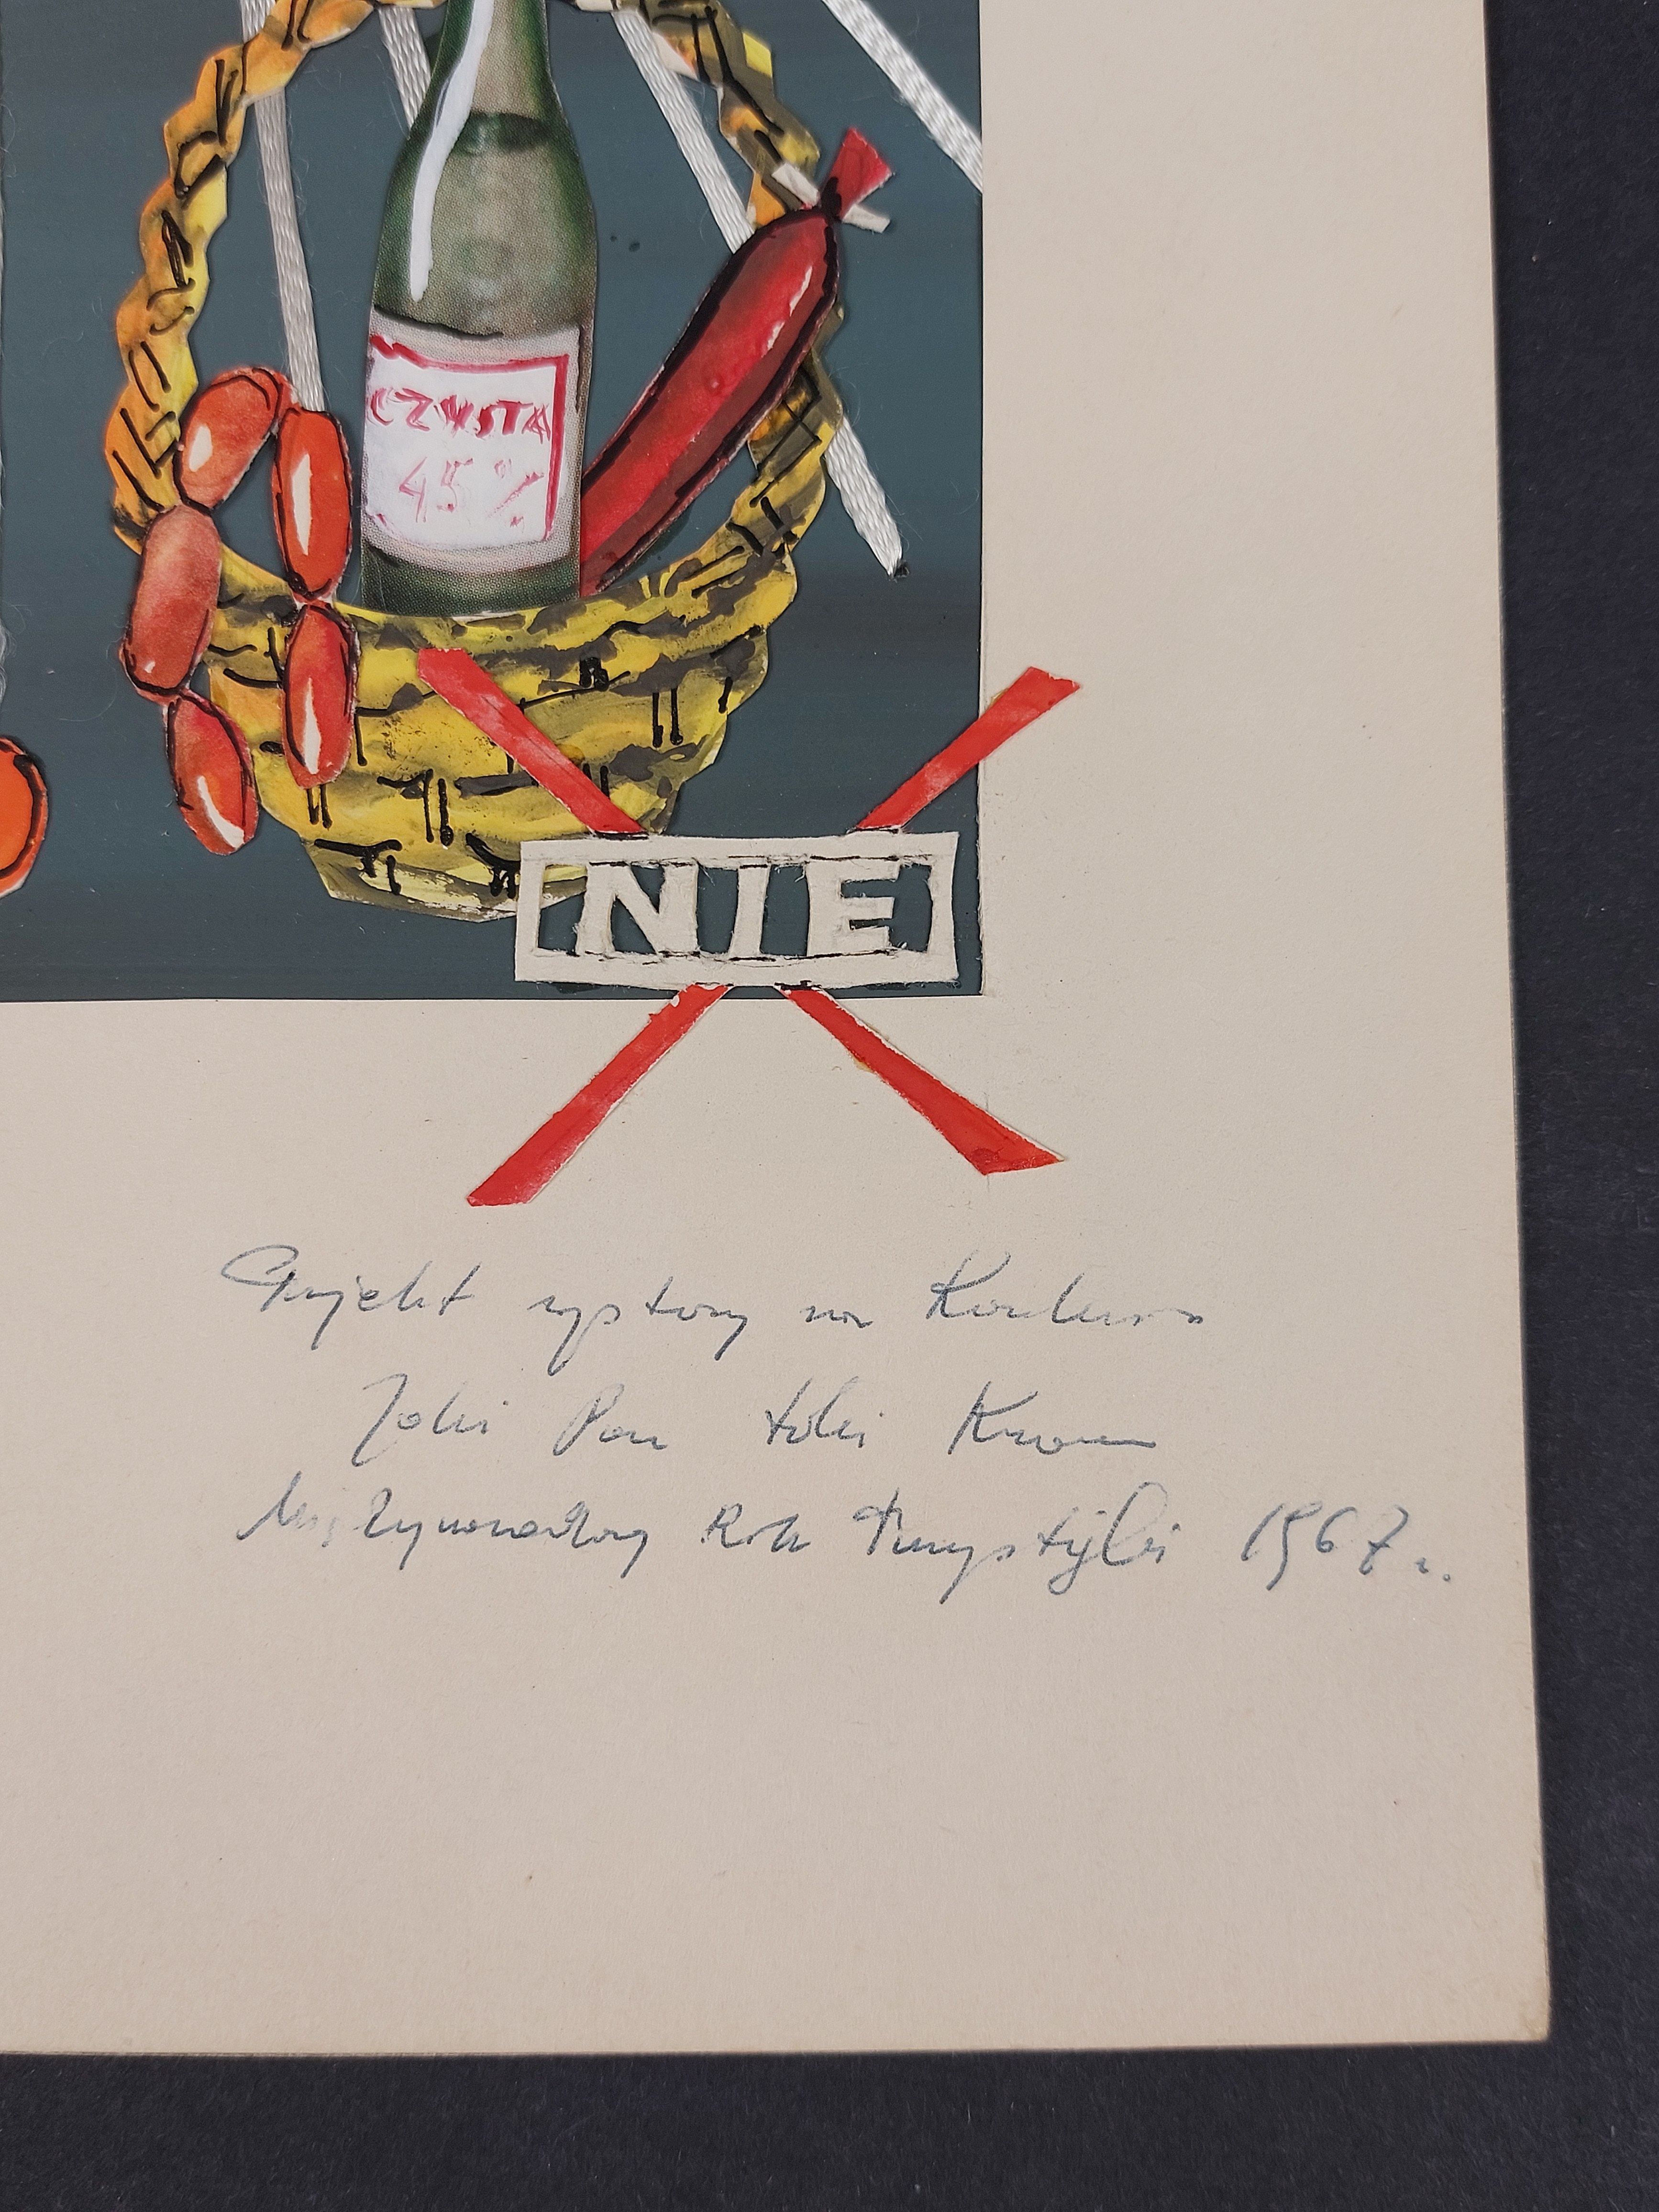 CZYSTA
45%
NIE
Projekt wystawy na Konkurs
Jaki Pan taki Kram
Międzynarodowy Rok Turystyki 1967 r.